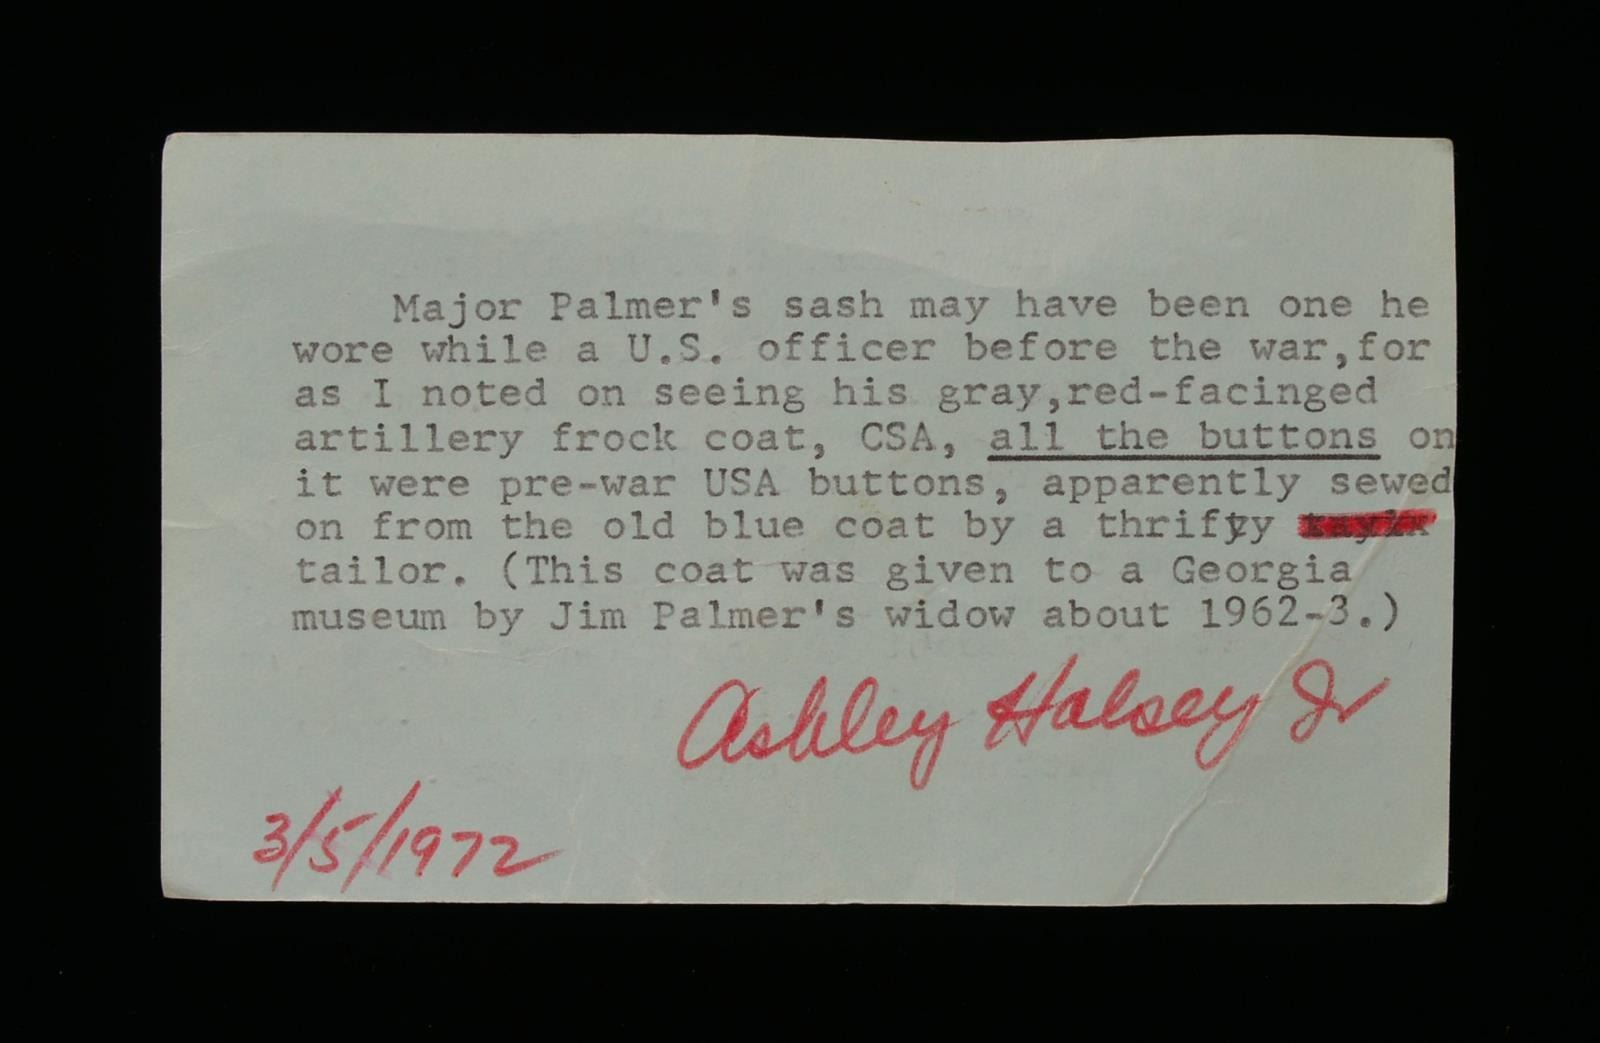 Major Palmer's sash may have been one he
wore while a U.S. officer before the war,for
as I noted on seeing his gray,red-facinged
artillery frock coat, CSA, all the buttons on
it were pre-war USA buttons, apparently sewed
on from the old blue coat by a thrifty
tailor. (This coat was given to a Georgia
museum by Jim Palmer's widow about 1962-3.)
Ashley Halsey Jr
3/5/1972